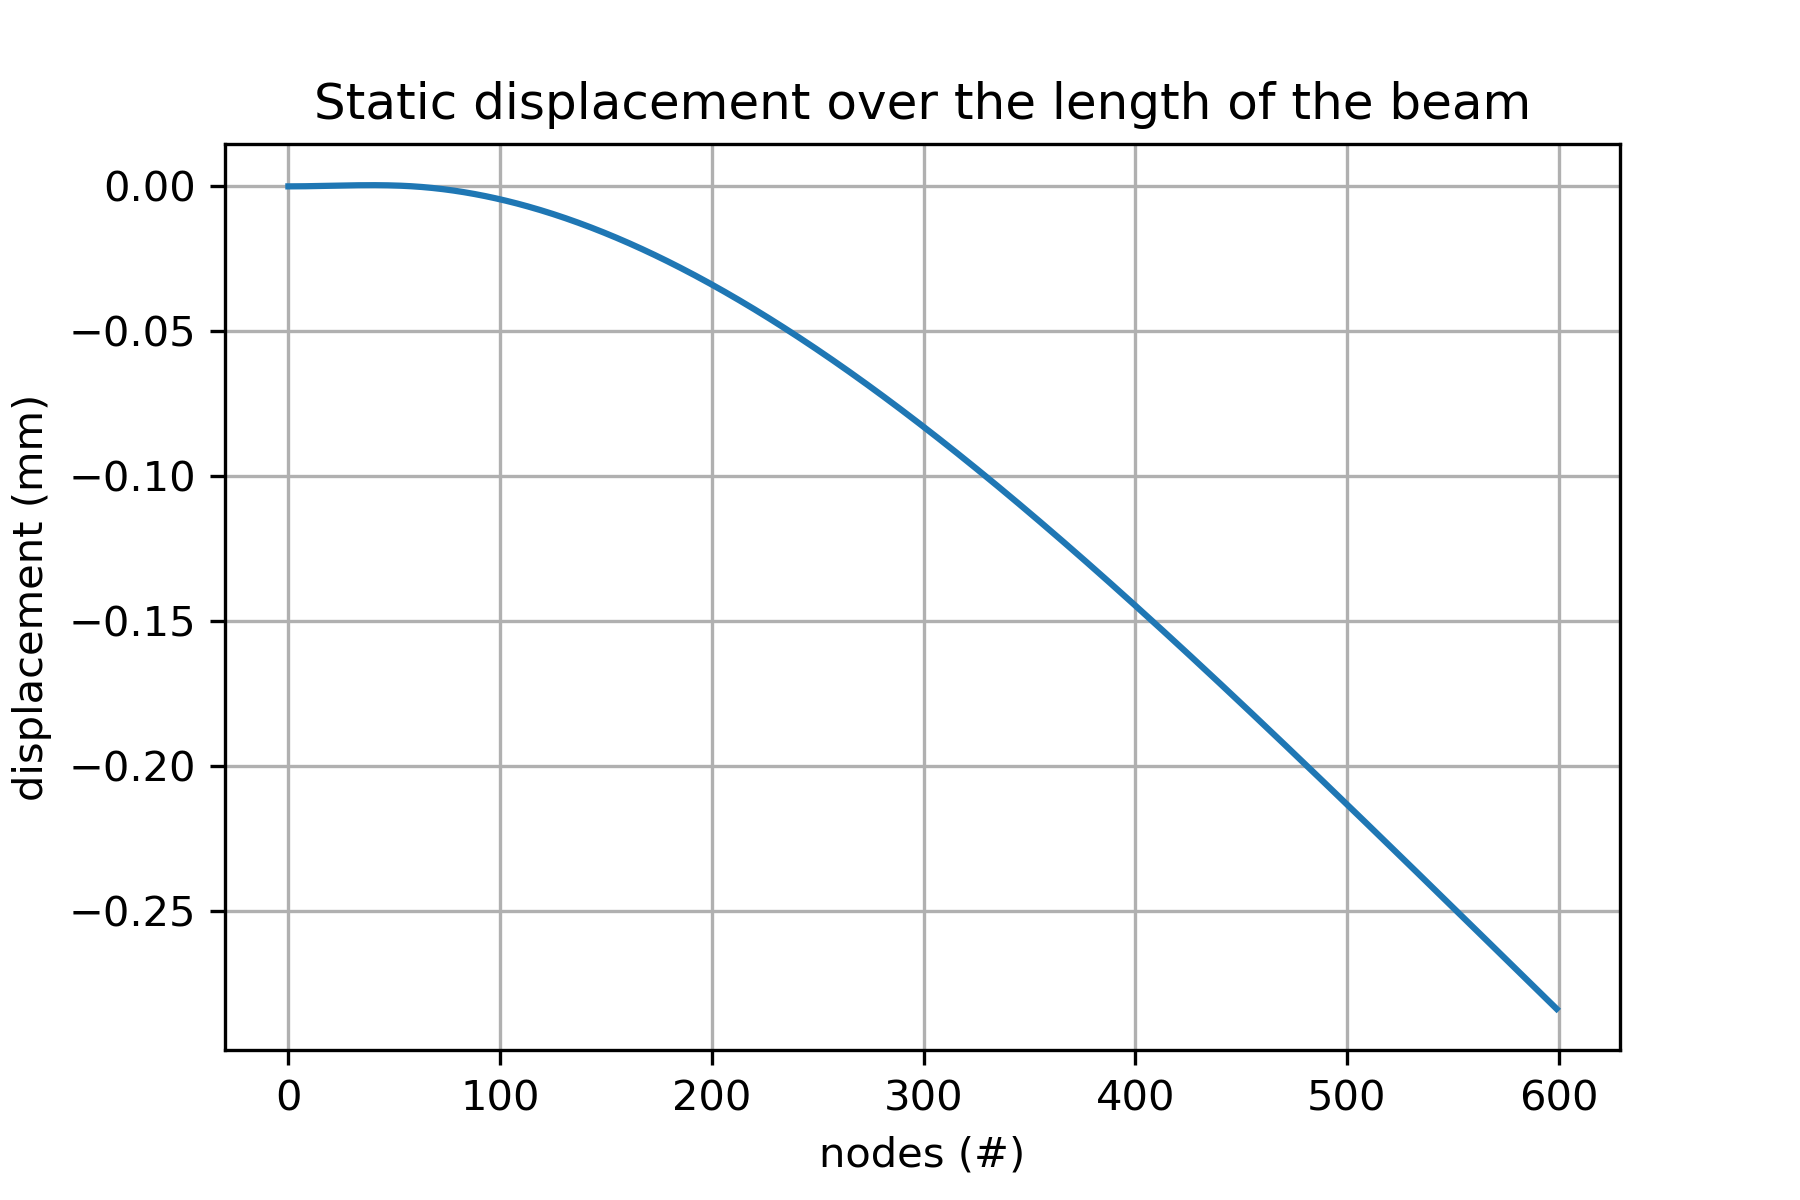 Static displacement over the length of the beam
0.00
−0.05
−0.10
−0.15
−0.20
−0.25
displacement (mm)
0 100 200 300 400 500 600
nodes (#)